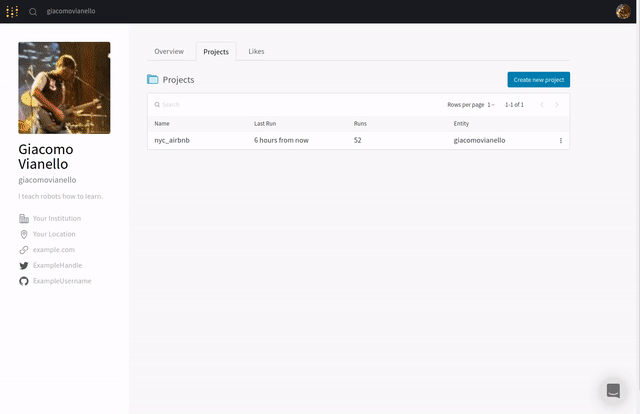 giacomovianello
Overview Projects Likes
Projects
Create new project
Search
Rows per page 1
1-1 of 1
Name Last Run Runs Entity
nyc_airbnb 6 hours from now 52 giacomovianello
Giacomo
Vianello
giacomovianello
I teach robots how to learn.
Your Institution
Your Location
example.com
ExampleHandle
ExampleUsername